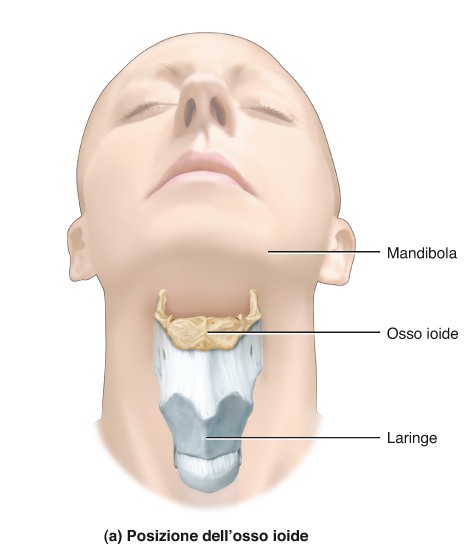 Mandibola
Osso ioide
Laringe
(a) Posizione dell'osso ioide